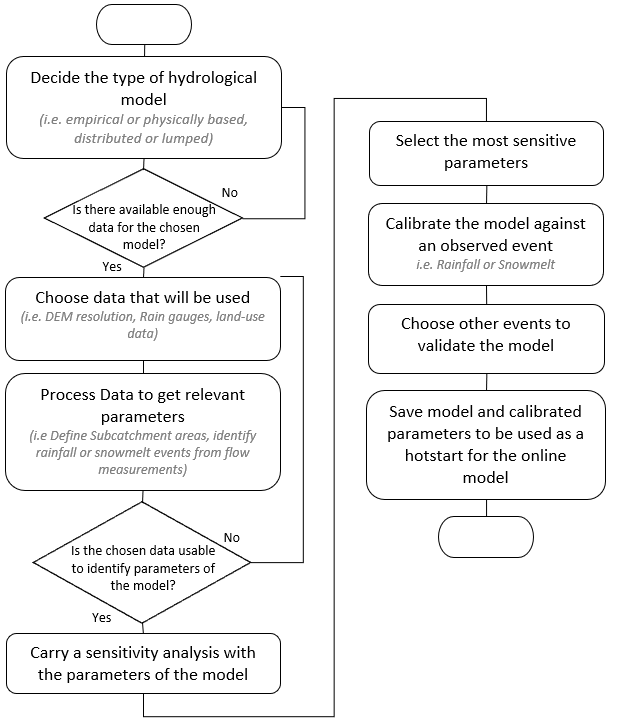 Decide the type of hydrological
model
(i.e. empirical or physically based,
distributed or lumped)
No
Is there available enough
data for the chosen
model?
Yes
Choose data that will be used
(i.e. DEM resolution, Rain gauges, land-use
data)
Process Data to get relevant
parameters
(i.e Define Subcatchment areas, identify
rainfall or snowmelt events from flow
measurements)
No
Is the chosen data usable
to identify parameters of
the model?
Yes
Carry a sensitivity analysis with
the parameters of the model
Select the most sensitive
parameters
Calibrate the model against
an observed event
i.e. Rainfall or Snowmelt
Choose other events to
validate the model
Save model and calibrated
parameters to be used as a
hotstart for the online
model